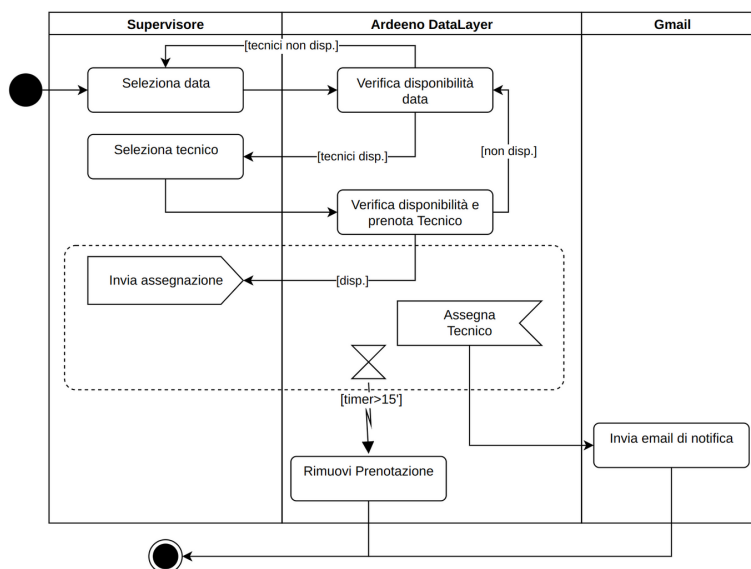 Supervisore
Ardeeno DataLayer
Gmail
[tecnici non disp.]
Seleziona data
Verifica disponibilità
data
Seleziona tecnico
[tecnici disp.]
[non disp.]
Verifica disponibilità e
prenota Tecnico
Invia assegnazione
[disp.]
Assegna
Tecnico
[timer>15']
Invia email di notifica
Rimuovi Prenotazione